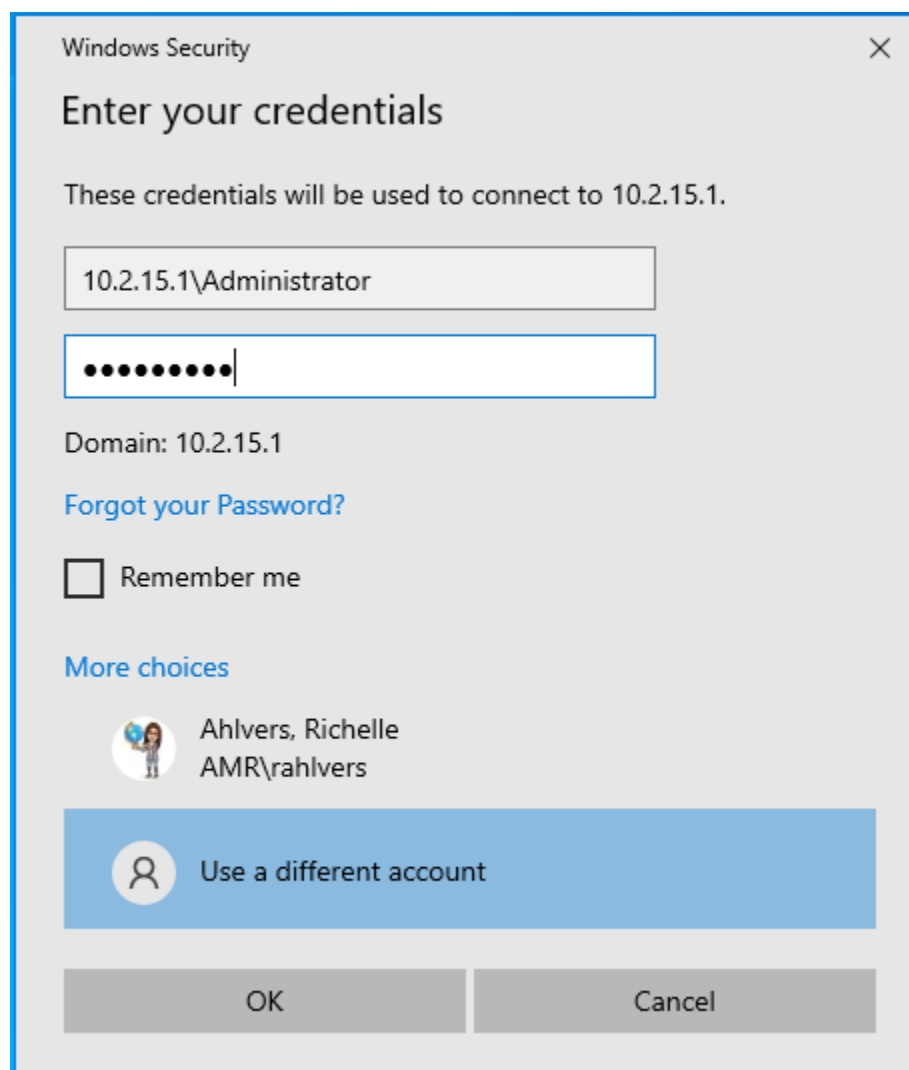 Windows Security
Enter your credentials
These credentials will be used to connect to 10.2.15.1.
10.2.15.1\Administrator
●●●●●●●●●
Domain: 10.2.15.1
Forgot your Password?
Remember me
More choices
Ahlvers, Richelle
AMR\rahlvers
Use a different account
OK
Cancel